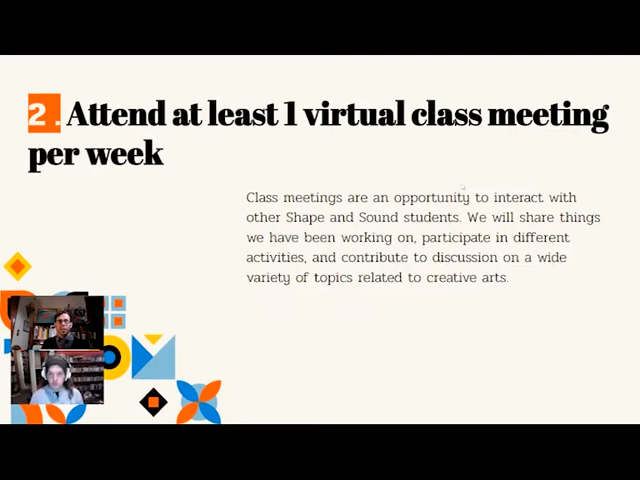 2. Attend at least 1 virtual class meeting
per week
Class meetings are an opportunity to interact with
other Shape and Sound students. We will share things
we have been working on, participate in different
activities, and contribute to discussion on a wide
variety of topics related to creative arts.